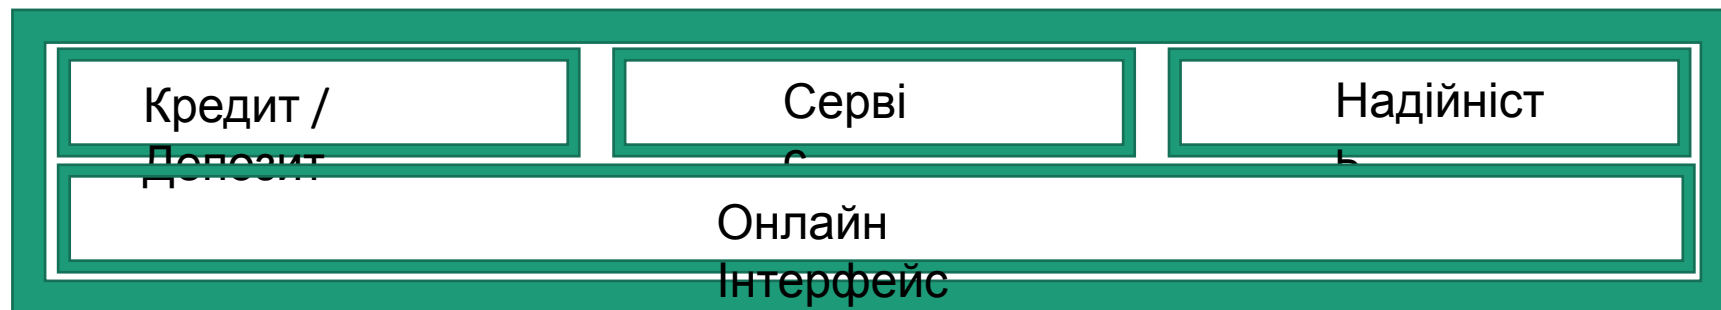 Кредит /
Депозит
Серві
с
Надійніст
ь
Онлайн
Інтерфейс